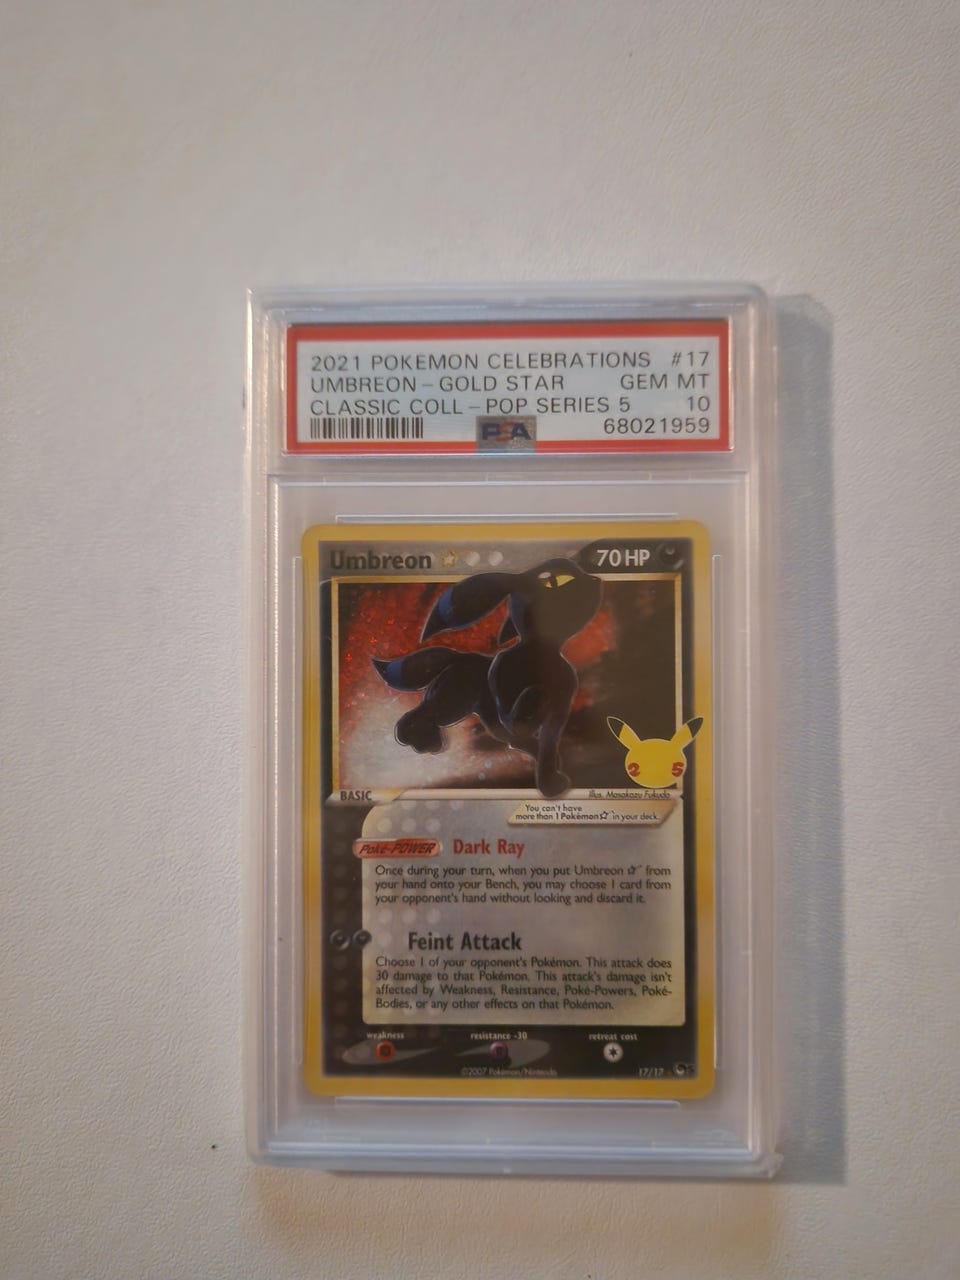 2021 POKEMON CELEBRATIONS #17
UMBREON - GOLD STAR GEM MT
CLASSIC COLL - POP SERIES 5 10
PSA 68021959
Umbreon ☆ 70 HP
25
BASIC Illus. Masakazu Fukuda
You can't have
more than 1 Pokémon☆ in your deck.
Poké-POWER Dark Ray
Once during your turn, when you put Umbreon ☆ from
your hand onto your Bench, you may choose 1 card from
your opponent's hand without looking and discard it.
Feint Attack
Choose 1 of your opponent's Pokémon. This attack does
30 damage to that Pokémon. This attack's damage isn't
affected by Weakness, Resistance, Poké-Powers, Poké-
Bodies, or any other effects on that Pokémon.
weakness resistance -30 retreat cost
©2007 Pokémon/Nintendo 17/17